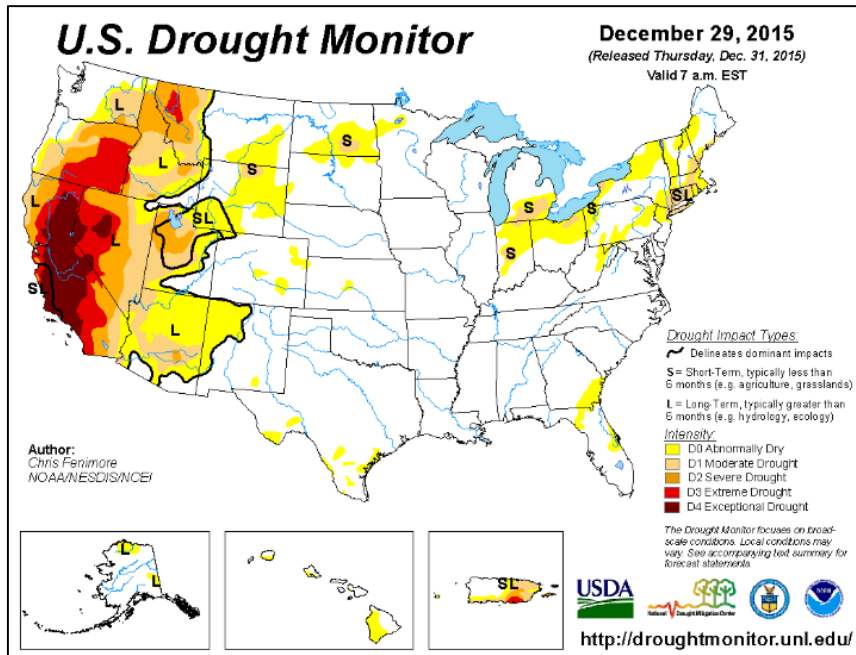 U.S. Drought Monitor
December 29, 2015
(Released Thursday, Dec. 31, 2015)
Valid 7 a.m. EST
L
L
S
S
L
SL
S
S
S
SL
L
L
SL
L
Drought Impact Types:
Delineates dominant impacts
S = Short-Term, typically less than
6 months (e.g. agriculture, grasslands)
L = Long-Term, typically greater than
6 months (e.g. hydrology, ecology)
Intensity:
D0 Abnormally Dry
D1 Moderate Drought
D2 Severe Drought
D3 Extreme Drought
D4 Exceptional Drought
Author:
Chris Fenimore
NOAA/NESDIS/NCEI
The Drought Monitor focuses on broad-
scale conditions. Local conditions may
vary. See accompanying text summary for
forecast statements.
L
L
SL
USDA
National Drought Mitigation Center
http://droughtmonitor.unl.edu/